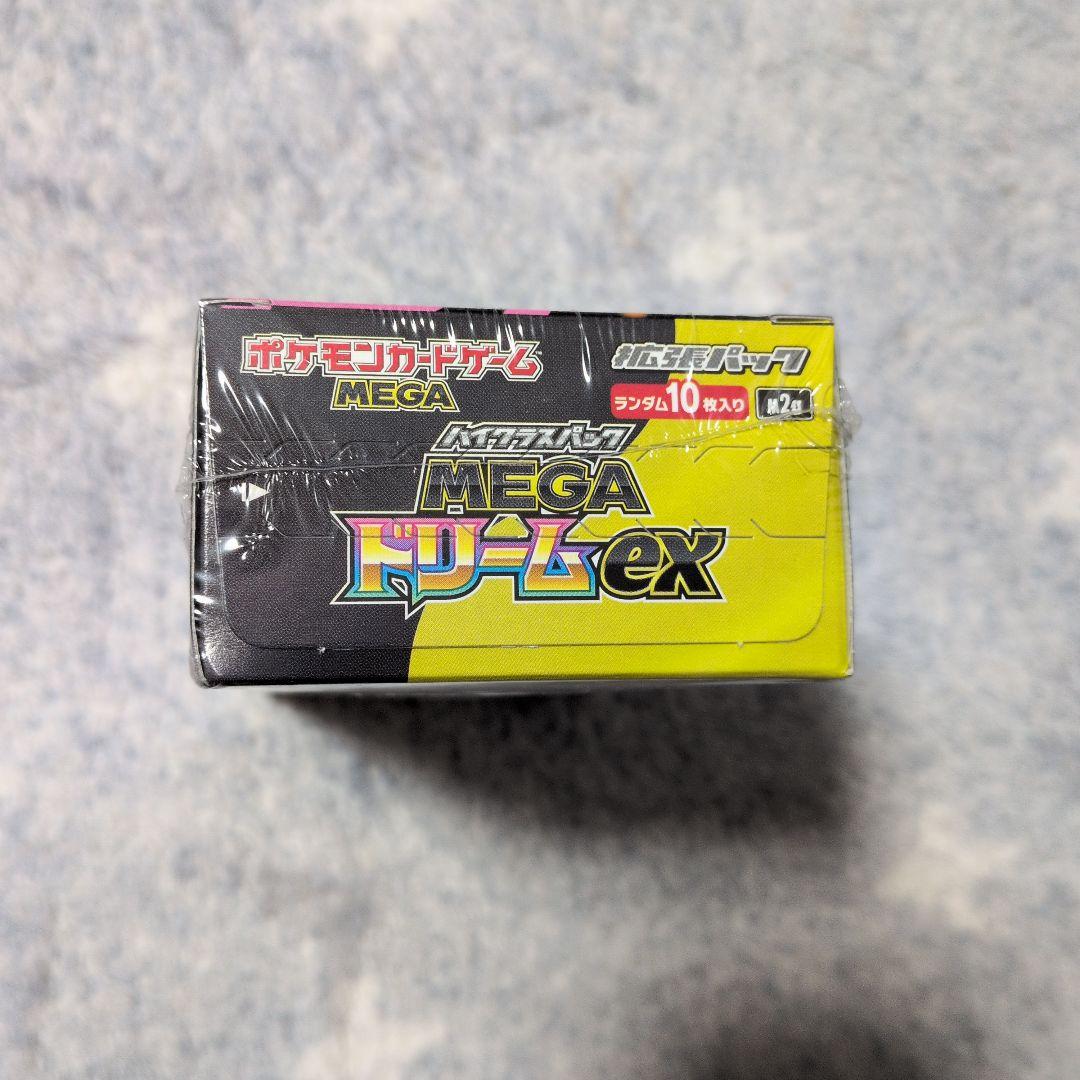 ポケモンカードゲーム
MEGA
拡張パック
ランダム10枚入り
M2a
ハイクラスパック
MEGA
ドリームex